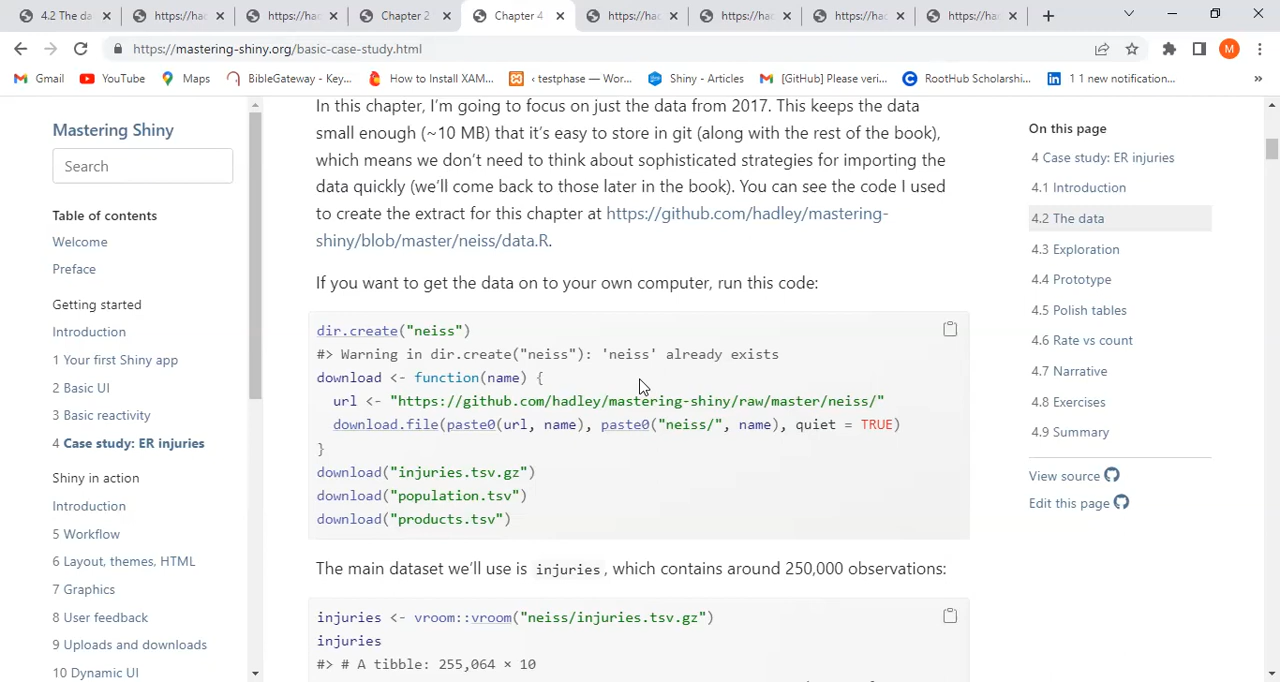 4.2 The da
https://hac
https://hac
Chapter 2
Chapter 4
https://hac
https://hac
https://hac
https://hac
https://mastering-shiny.org/basic-case-study.html
M
Gmail
YouTube
Maps
BibleGateway - Key...
How to Install XAM...
‹ testphase — Wor...
Shiny - Articles
[GitHub] Please veri...
RootHub Scholarshi...
1 1 new notification...
»
Mastering Shiny
Search
Table of contents
Welcome
Preface
Getting started
Introduction
1 Your first Shiny app
2 Basic UI
3 Basic reactivity
4 Case study: ER injuries
Shiny in action
Introduction
5 Workflow
6 Layout, themes, HTML
7 Graphics
8 User feedback
9 Uploads and downloads
10 Dynamic UI
In this chapter, I’m going to focus on just the data from 2017. This keeps the data
small enough (~10 MB) that it’s easy to store in git (along with the rest of the book),
which means we don’t need to think about sophisticated strategies for importing the
data quickly (we’ll come back to those later in the book). You can see the code I used
to create the extract for this chapter at https://github.com/hadley/mastering-
shiny/blob/master/neiss/data.R.
If you want to get the data on to your own computer, run this code:
dir.create("neiss")
#> Warning in dir.create("neiss"): 'neiss' already exists
download <- function(name) {
url <- "https://github.com/hadley/mastering-shiny/raw/master/neiss/"
download.file(paste0(url, name), paste0("neiss/", name), quiet = TRUE)
}
download("injuries.tsv.gz")
download("population.tsv")
download("products.tsv")
The main dataset we’ll use is injuries, which contains around 250,000 observations:
injuries <- vroom::vroom("neiss/injuries.tsv.gz")
injuries
#> # A tibble: 255,064 × 10
On this page
4 Case study: ER injuries
4.1 Introduction
4.2 The data
4.3 Exploration
4.4 Prototype
4.5 Polish tables
4.6 Rate vs count
4.7 Narrative
4.8 Exercises
4.9 Summary
View source
Edit this page